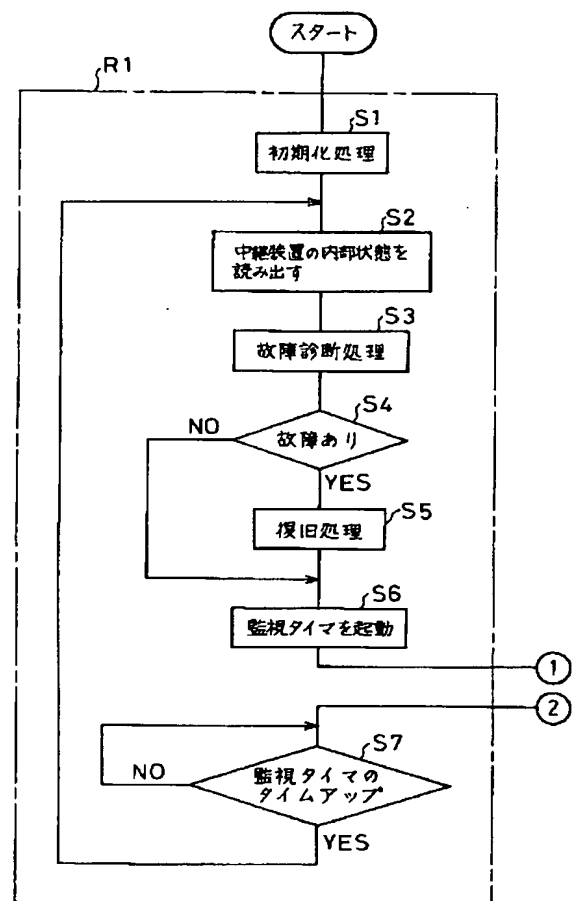 スタート
R1
S1
初期化処理
S2
中継装置の内部状態を
読み出す
S3
故障診断処理
S4
NO
故障あり
YES
S5
復旧処理
S6
監視タイマを起動
1
2
S7
NO
監視タイマの
タイムアップ
YES